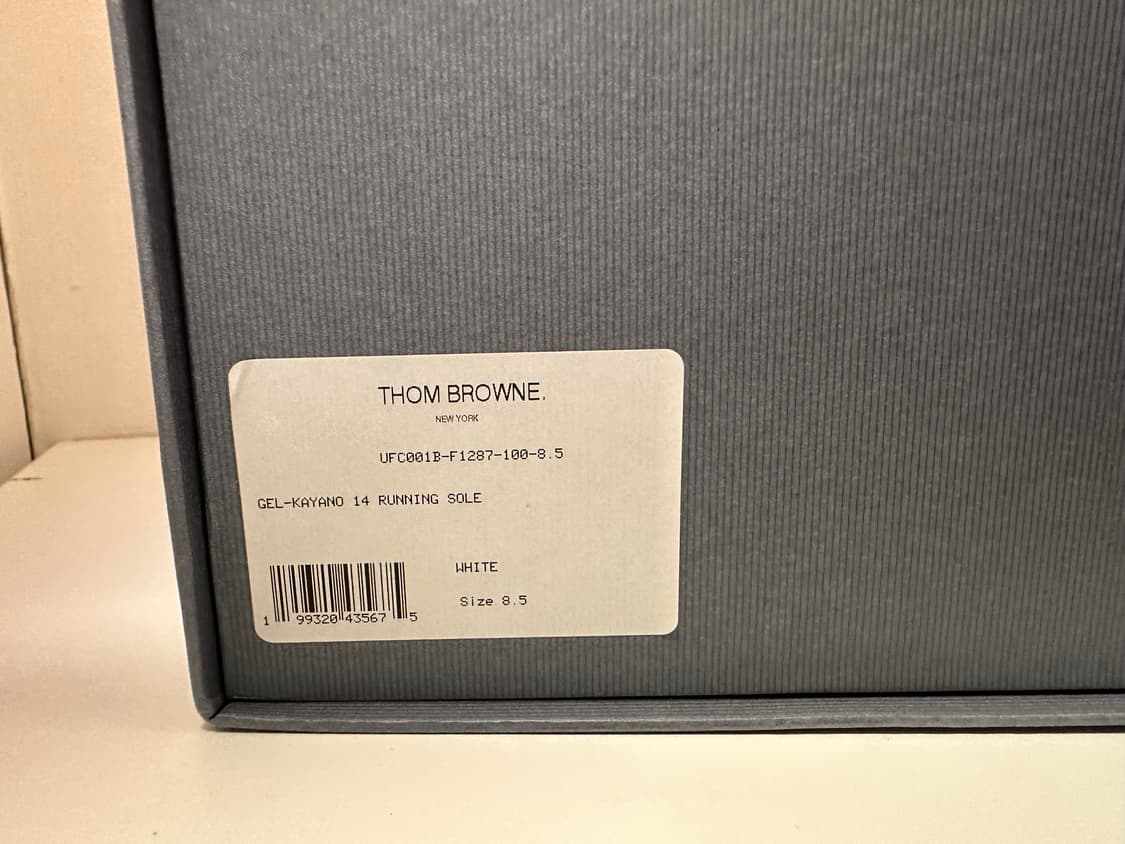 THOM BROWNE.
NEW YORK
UFC001B-F1287-100-8.5
GEL-KAYANO 14 RUNNING SOLE
WHITE
Size 8.5
1 99320 43567 5